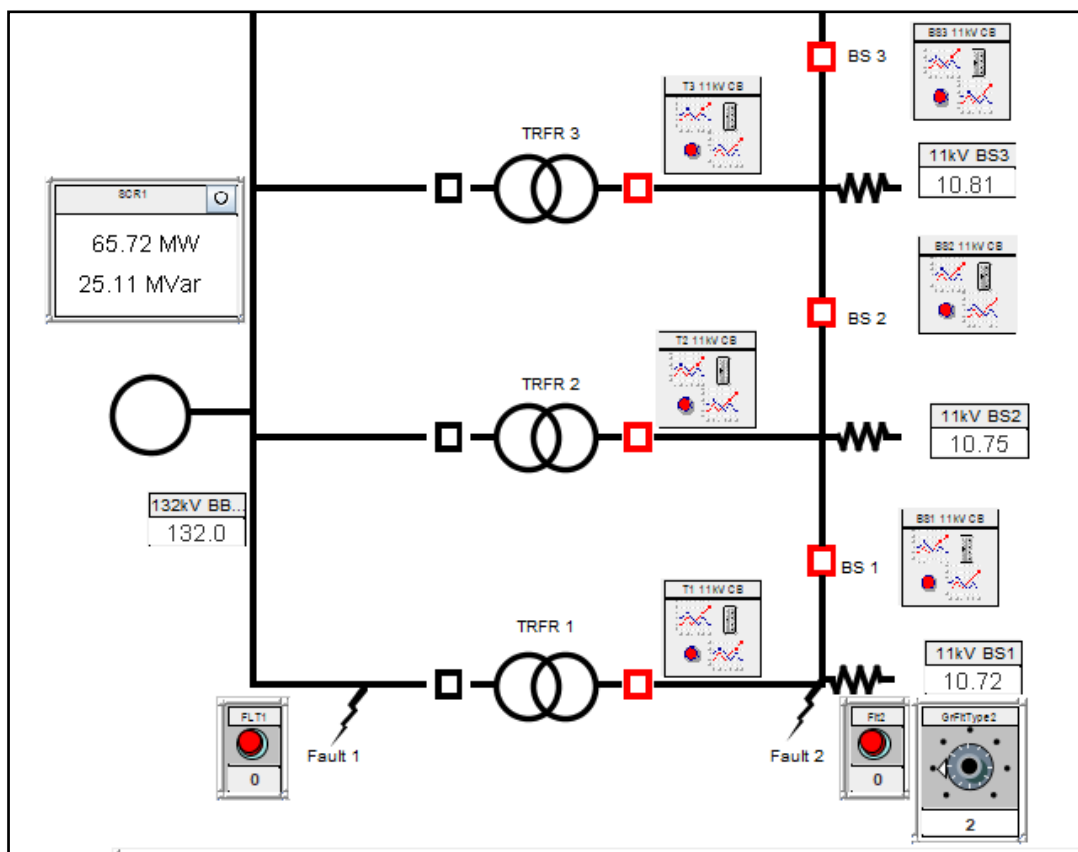 BS3 11kV CB
BS 3
T3 11kV CB
TRFR 3
11kV BS3
10.81
SCR1
65.72 MW
25.11 MVar
BS2 11kV CB
BS 2
T2 11kV CB
TRFR 2
11kV BS2
10.75
132kV BB...
132.0
BS1 11kV CB
BS 1
T1 11kV CB
TRFR 1
11kV BS1
10.72
FLT1
0
Fault 1
Fault 2
Flt2
0
GrFltType2
2